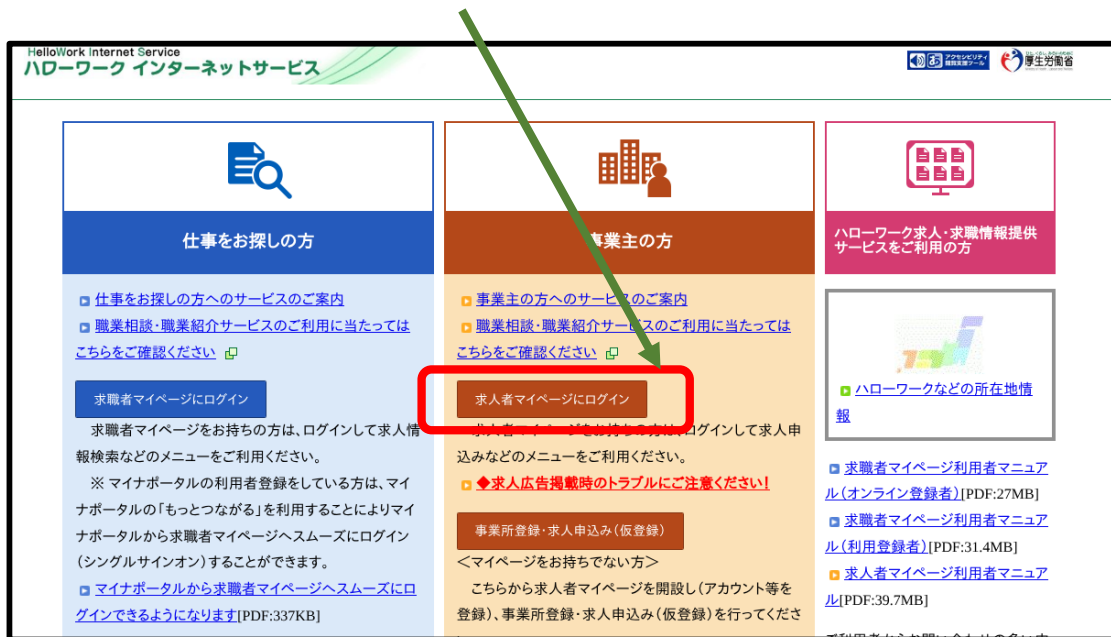 HelloWork Internet Service
ハローワーク インターネットサービス
アクセシビリティ
閲覧支援ツール
厚生労働省
仕事をお探しの方
仕事をお探しの方へのサービスのご案内
職業相談・職業紹介サービスのご利用に当たっては
こちらをご確認ください
求職者マイページにログイン
求職者マイページをお持ちの方は、ログインして求人情
報検索などのメニューをご利用ください。
※ マイナポータルの利用者登録をしている方は、マイ
ナポータルの「もっとつながる」を利用することによりマイ
ナポータルから求職者マイページへスムーズにログイン
(シングルサインオン)することができます。
マイナポータルから求職者マイページへスムーズにロ
グインできるようになります[PDF:337KB]
事業主の方
事業主の方へのサービスのご案内
職業相談・職業紹介サービスのご利用に当たっては
こちらをご確認ください
求人者マイページにログイン
求人者マイページをお持ちの方は、ログインして求人申
込みなどのメニューをご利用ください。
◆求人広告掲載時のトラブルにご注意ください!
事業所登録・求人申込み(仮登録)
<マイページをお持ちでない方>
こちらから求人者マイページを開設し(アカウント等を
登録)、事業所登録・求人申込み(仮登録)を行ってくださ
ハローワーク求人・求職情報提供
サービスをご利用の方
ハローワークなどの所在地情
報
求職者マイページ利用者マニュア
ル(オンライン登録者)[PDF:27MB]
求職者マイページ利用者マニュア
ル(利用登録者)[PDF:31.4MB]
求人者マイページ利用者マニュア
ル[PDF:39.7MB]